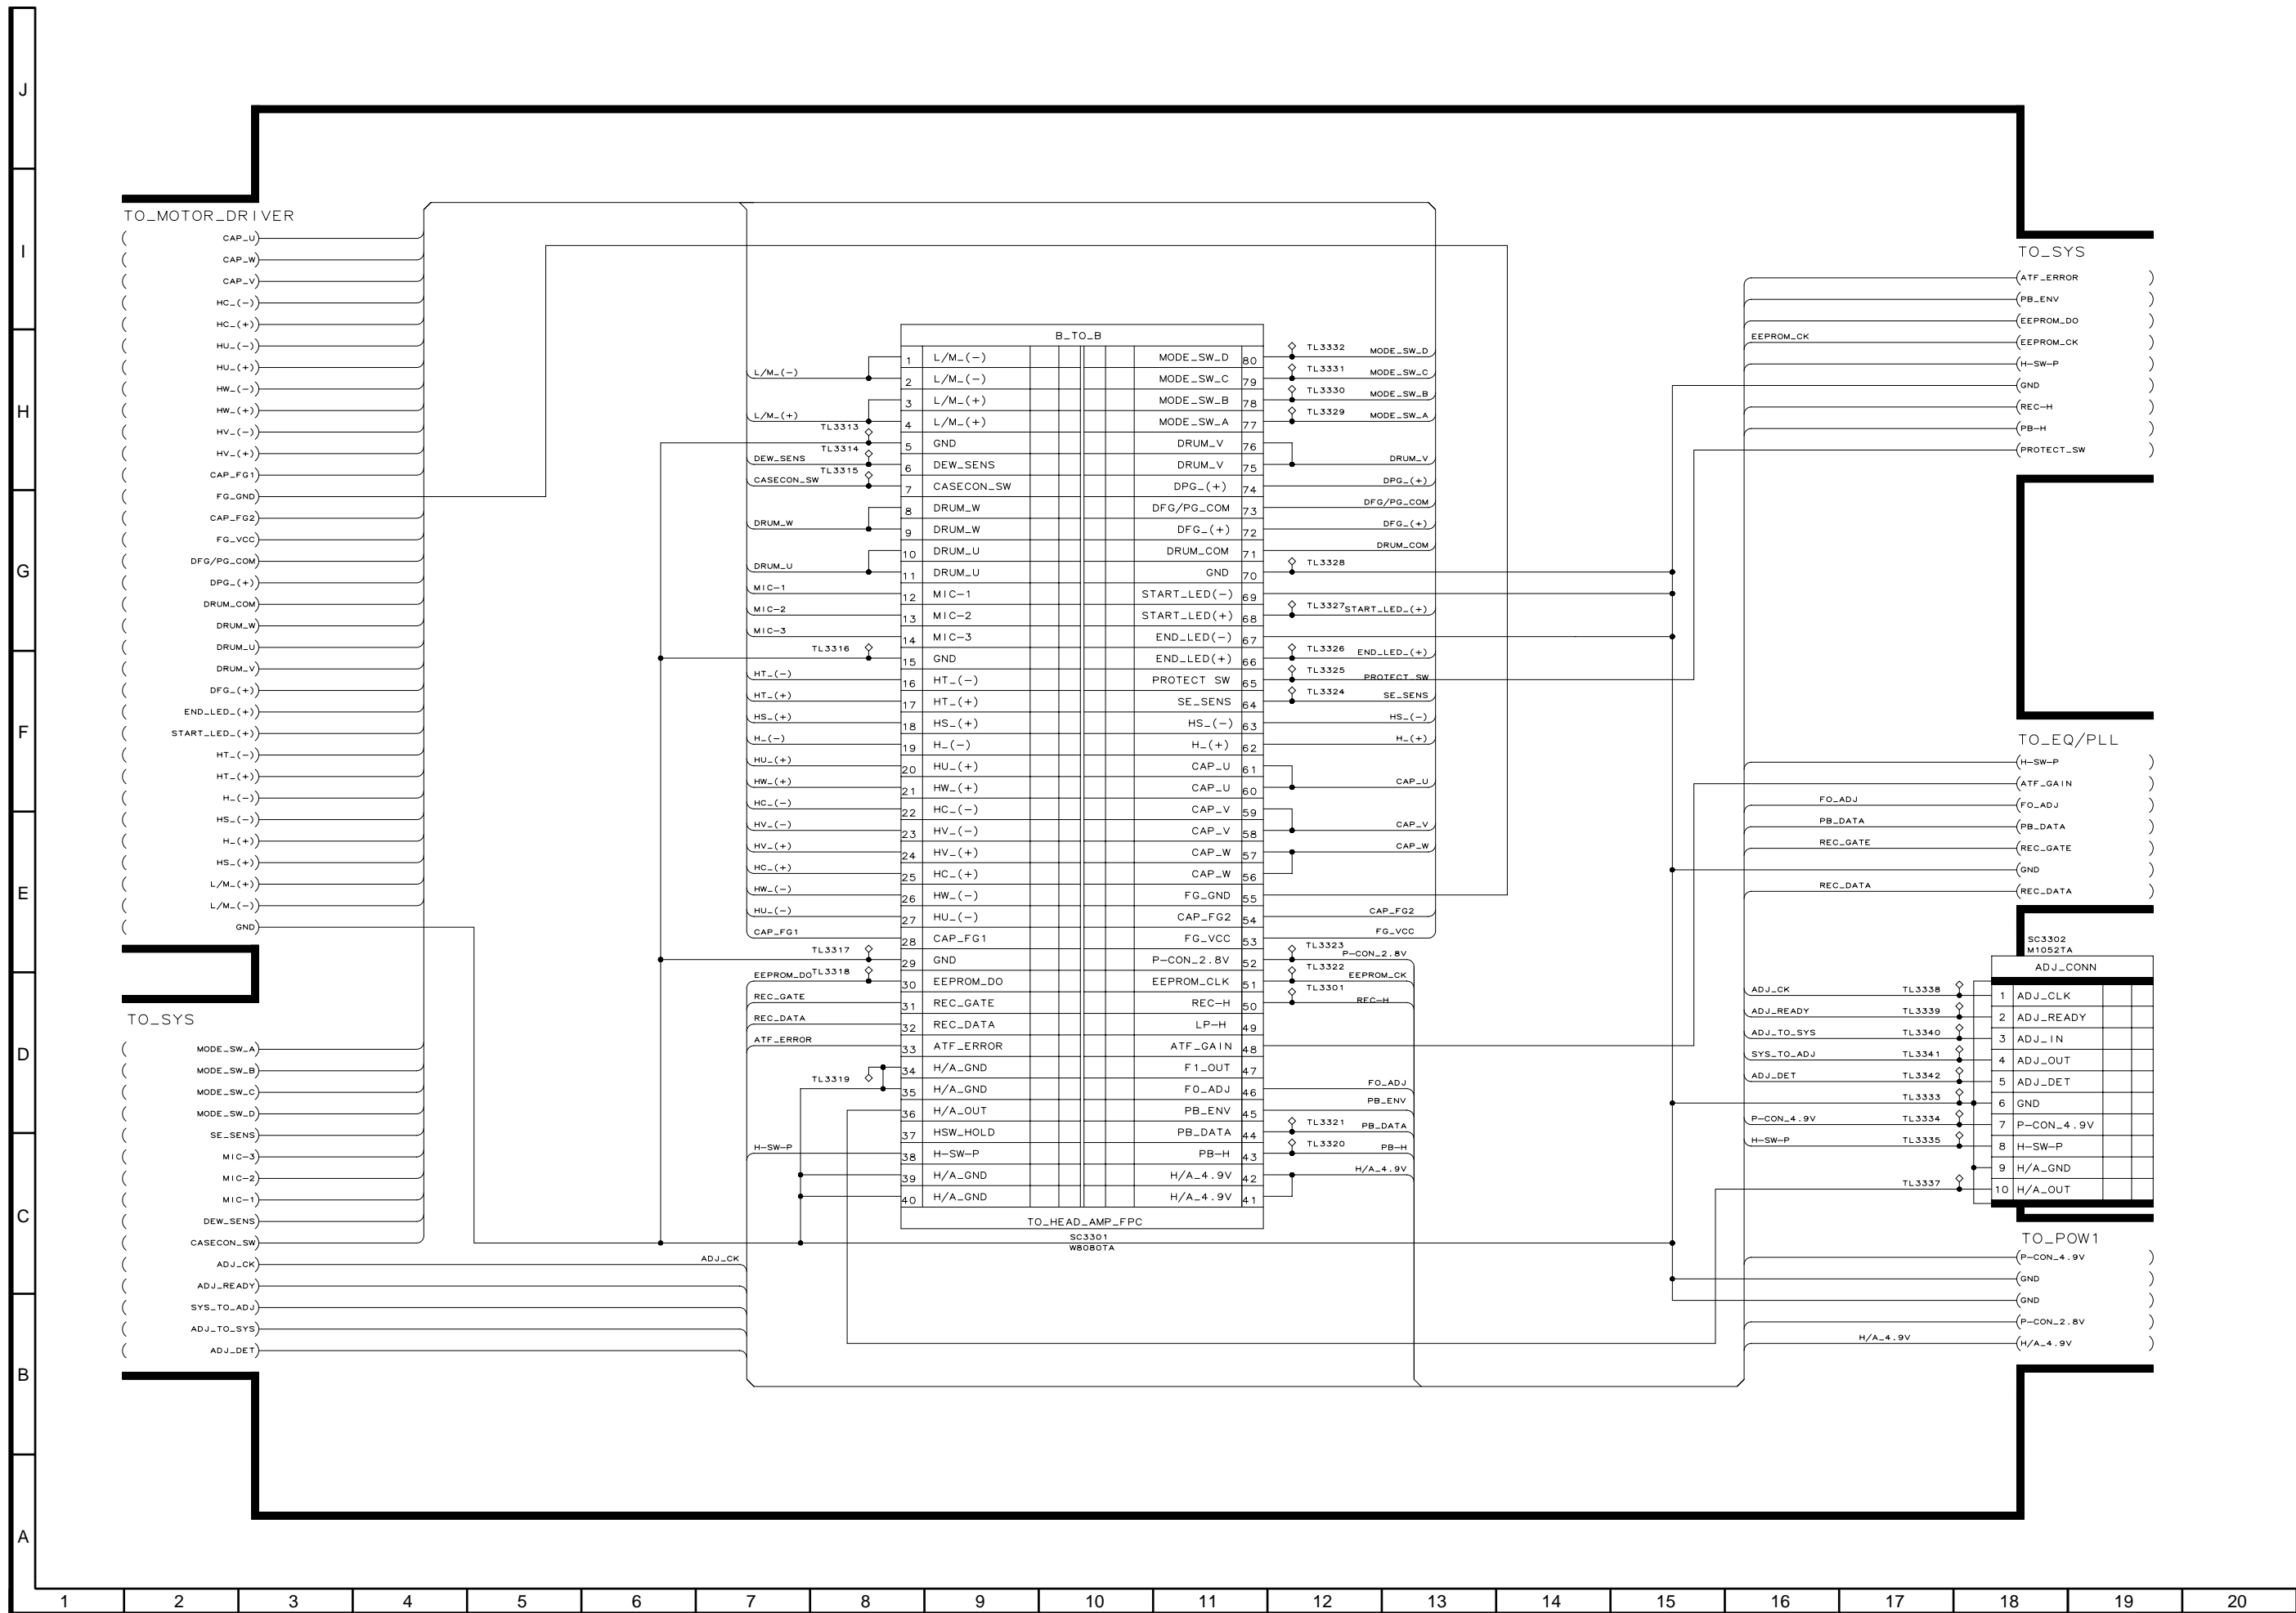 J
I
H
G
F
E
D
C
B
A
1 2 3 4 5 6 7 8 9 10 11 12 13 14 15 16 17 18 19 20
TO_MOTOR_DRIVER
CAP_U
CAP_W
CAP_V
HC_(-)
HC_(+)
HU_(-)
HU_(+)
HW_(-)
HW_(+)
HV_(-)
HV_(+)
CAP_FG1
FG_GND
CAP_FG2
FG_VCC
DFG/PG_COM
DPG_(+)
DRUM_COM
DRUM_W
DRUM_U
DRUM_V
DFG_(+)
END_LED_(+)
START_LED_(+)
HT_(-)
HT_(+)
H_(-)
HS_(-)
H_(+)
HS_(+)
L/M_(+)
L/M_(-)
GND
TO_SYS
MODE_SW_A
MODE_SW_B
MODE_SW_C
MODE_SW_D
SE_SENS
MIC-3
MIC-2
MIC-1
DEW_SENS
CASECON_SW
ADJ_CK
ADJ_READY
SYS_TO_ADJ
ADJ_TO_SYS
ADJ_DET
ADJ_CK
L/M_(-)
L/M_(+)
TL3313
TL3314
DEW_SENS
TL3315
CASECON_SW
DRUM_W
DRUM_U
MIC-1
MIC-2
MIC-3
TL3316
HT_(-)
HT_(+)
HS_(+)
H_(-)
HU_(+)
HW_(+)
HC_(-)
HV_(-)
HV_(+)
HC_(+)
HW_(-)
HU_(-)
CAP_FG1
TL3317
EEPROM_DO TL3318
REC_GATE
REC_DATA
ATF_ERROR
TL3319
H-SW-P
B_TO_B
1 L/M_(-) MODE_SW_D 80
2 L/M_(-) MODE_SW_C 79
3 L/M_(+) MODE_SW_B 78
4 L/M_(+) MODE_SW_A 77
5 GND DRUM_V 76
6 DEW_SENS DRUM_V 75
7 CASECON_SW DPG_(+) 74
8 DRUM_W DFG/PG_COM 73
9 DRUM_W DFG_(+) 72
10 DRUM_U DRUM_COM 71
11 DRUM_U GND 70
12 MIC-1 START_LED(-) 69
13 MIC-2 START_LED(+) 68
14 MIC-3 END_LED(-) 67
15 GND END_LED(+) 66
16 HT_(-) PROTECT SW 65
17 HT_(+) SE_SENS 64
18 HS_(+) HS_(-) 63
19 H_(-) H_(+) 62
20 HU_(+) CAP_U 61
21 HW_(+) CAP_U 60
22 HC_(-) CAP_V 59
23 HV_(-) CAP_V 58
24 HV_(+) CAP_W 57
25 HC_(+) CAP_W 56
26 HW_(-) FG_GND 55
27 HU_(-) CAP_FG2 54
28 CAP_FG1 FG_VCC 53
29 GND P-CON_2.8V 52
30 EEPROM_DO EEPROM_CLK 51
31 REC_GATE REC-H 50
32 REC_DATA LP-H 49
33 ATF_ERROR ATF_GAIN 48
34 H/A_GND F1_OUT 47
35 H/A_GND FO_ADJ 46
36 H/A_OUT PB_ENV 45
37 HSW_HOLD PB_DATA 44
38 H-SW-P PB-H 43
39 H/A_GND H/A_4.9V 42
40 H/A_GND H/A_4.9V 41
TO_HEAD_AMP_FPC
SC3301
W8080TA
TL3332 MODE_SW_D
TL3331 MODE_SW_C
TL3330 MODE_SW_B
TL3329 MODE_SW_A
DRUM_V
DPG_(+)
DFG/PG_COM
DFG_(+)
DRUM_COM
TL3328
TL3327 START_LED_(+)
TL3326 END_LED_(+)
TL3325 PROTECT_SW
TL3324 SE_SENS
HS_(-)
H_(+)
CAP_U
CAP_V
CAP_W
CAP_FG2
FG_VCC
TL3323 P-CON_2.8V
TL3322 EEPROM_CK
TL3301 REC-H
FO_ADJ
PB_ENV
TL3321 PB_DATA
TL3320 PB-H
H/A_4.9V
TO_SYS
ATF_ERROR
PB_ENV
EEPROM_DO
EEPROM_CK EEPROM_CK
H-SW-P
GND
REC-H
PB-H
PROTECT_SW
TO_EQ/PLL
H-SW-P
ATF_GAIN
FO_ADJ FO_ADJ
PB_DATA PB_DATA
REC_GATE REC_GATE
GND
REC_DATA REC_DATA
SC3302
M1052TA
ADJ_CONN
ADJ_CK TL3338 1 ADJ_CLK
ADJ_READY TL3339 2 ADJ_READY
ADJ_TO_SYS TL3340 3 ADJ_IN
SYS_TO_ADJ TL3341 4 ADJ_OUT
ADJ_DET TL3342 5 ADJ_DET
TL3333 6 GND
P-CON_4.9V TL3334 7 P-CON_4.9V
H-SW-P TL3335 8 H-SW-P
9 H/A_GND
TL3337 10 H/A_OUT
TO_POW1
P-CON_4.9V
GND
GND
P-CON_2.8V
H/A_4.9V H/A_4.9V